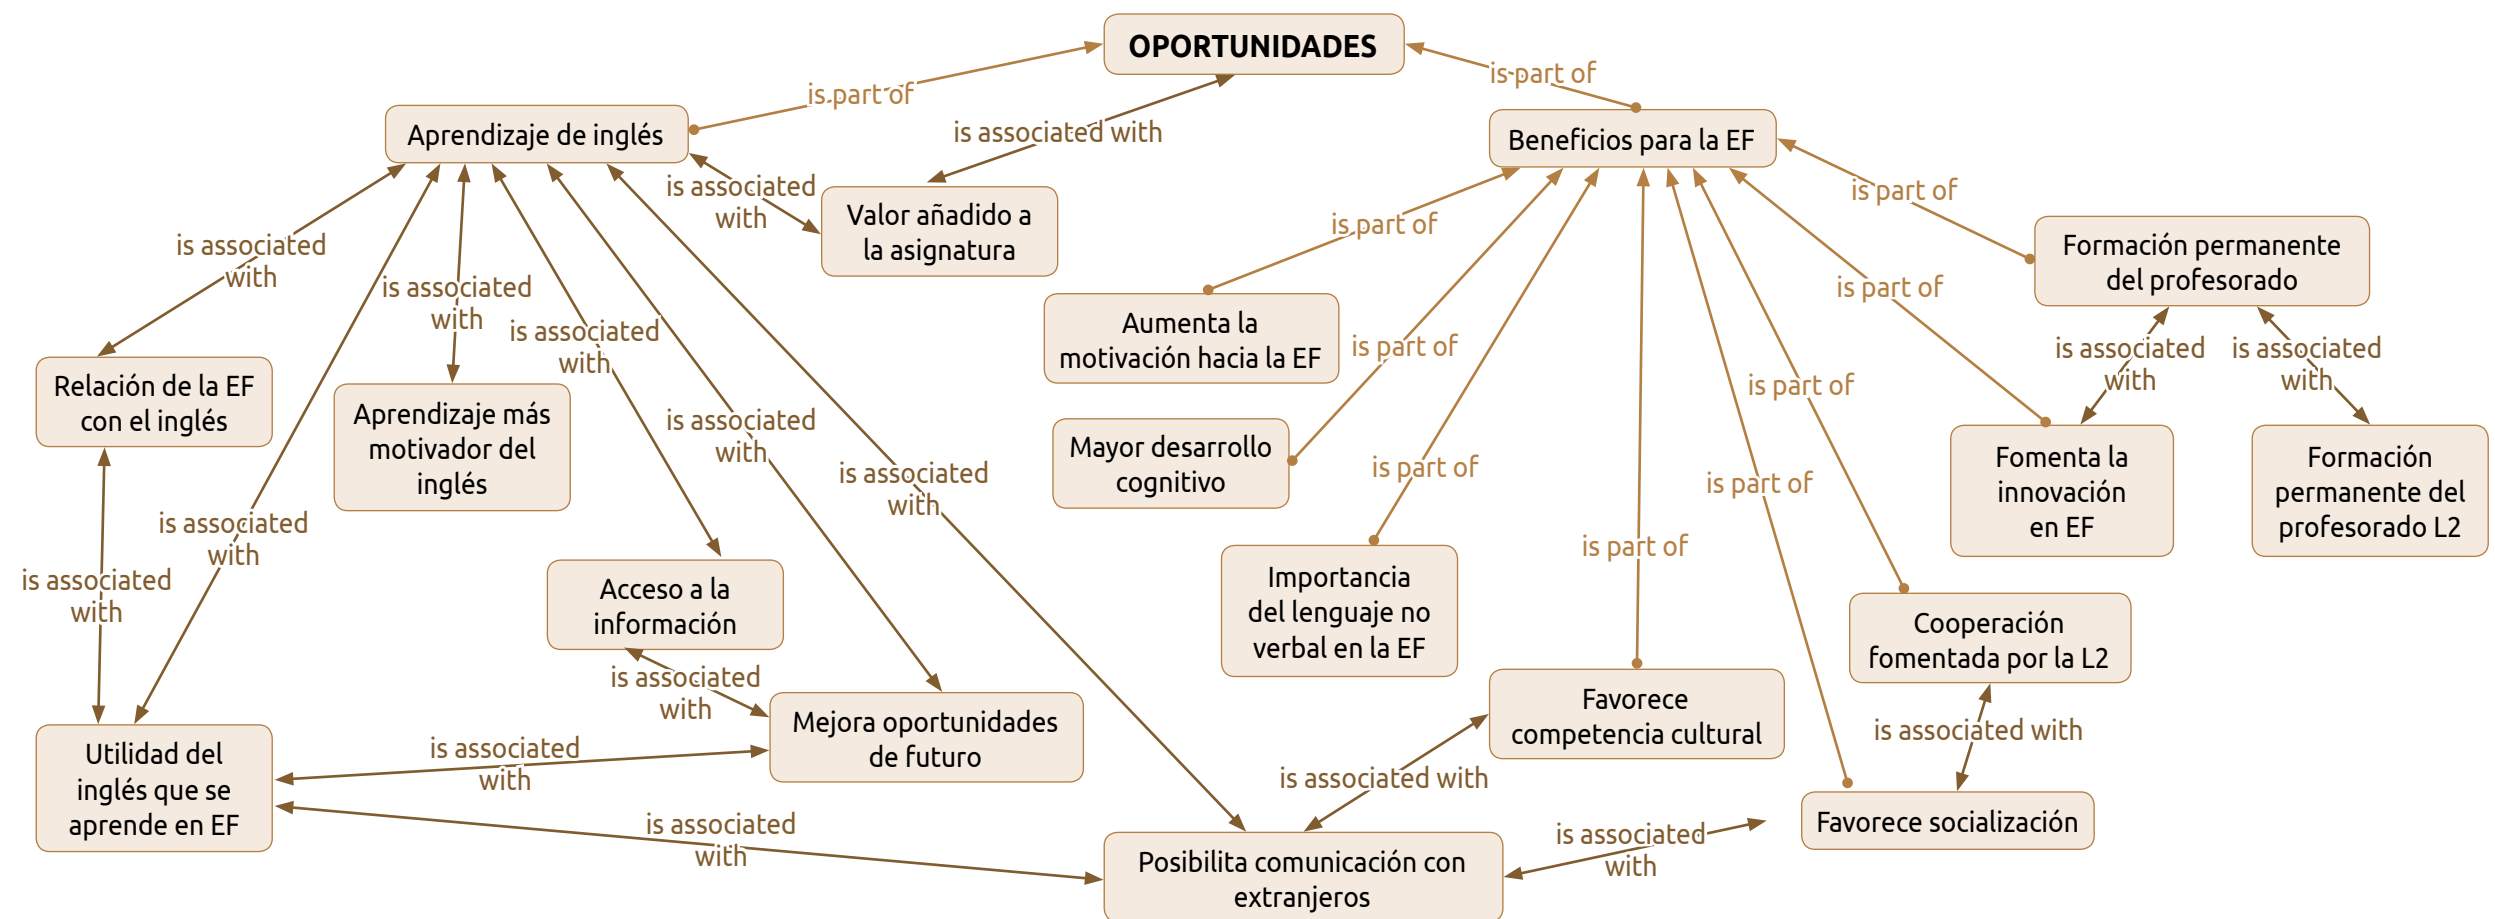 OPORTUNIDADES
is part of
is part of
Aprendizaje de inglés
is associated with
Beneficios para la EF
is associated
with
Valor añadido a
la asignatura
is part of
is part of
Formación permanente
del profesorado
is associated
with
is associated
with
is part of
Aumenta la
motivación hacia la EF
is associated
with
is part of
is associated
with
is associated
with
Relación de la EF
con el inglés
Aprendizaje más
motivador del
inglés
is part of
is associated
with
Mayor desarrollo
cognitivo
is part of
is associated
with
is part of
Fomenta la
innovación
en EF
Formación
permanente del
profesorado L2
is associated
with
is part of
is associated
with
Acceso a la
información
Importancia
del lenguaje no
verbal en la EF
Cooperación
fomentada por la L2
is associated
with
Favorece
competencia cultural
Mejora oportunidades
de futuro
is associated with
Utilidad del
inglés que se
aprende en EF
is associated
with
is associated with
is associated
with
is associated
with
Favorece socialización
Posibilita comunicación con
extranjeros